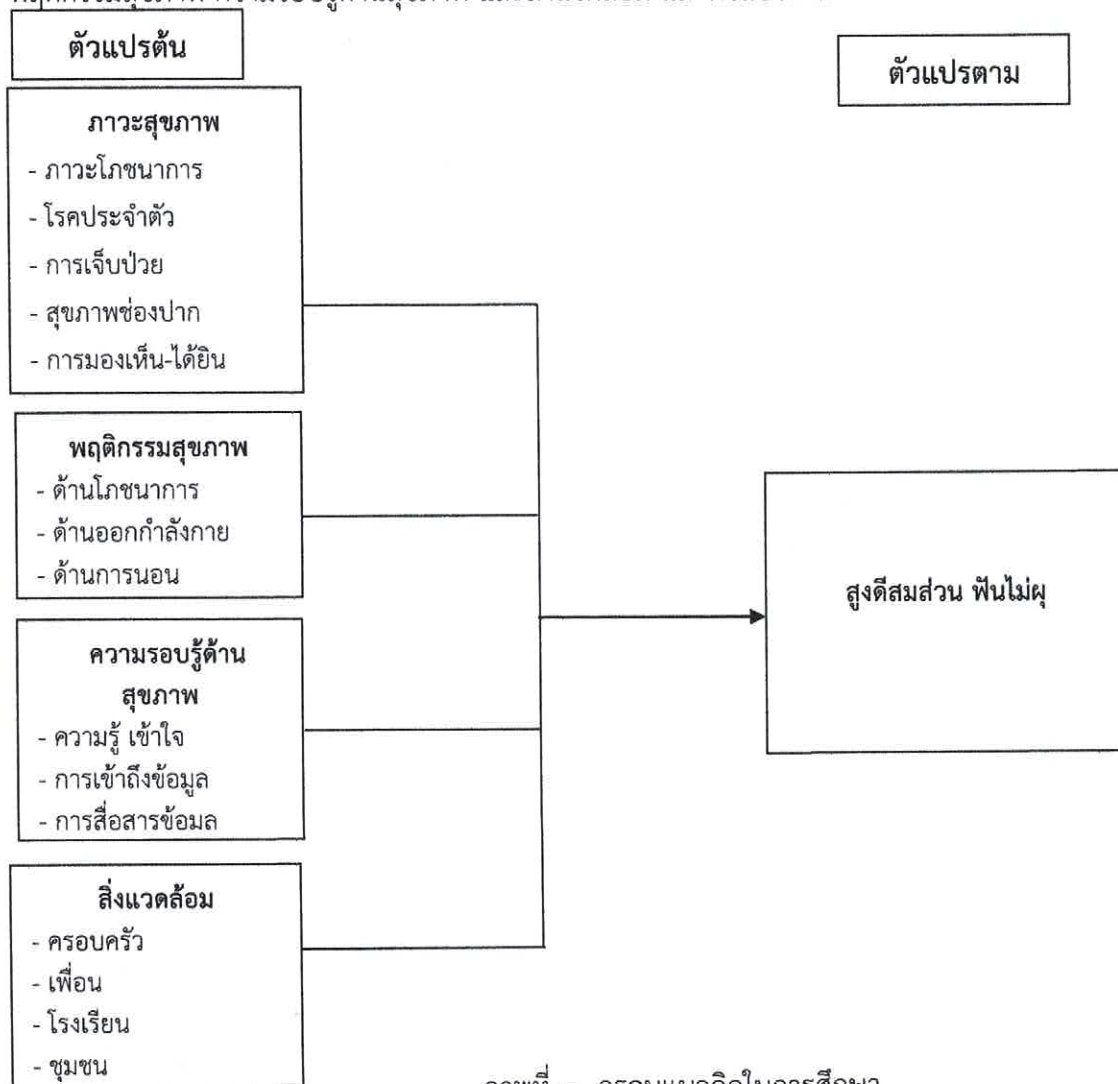 ตัวแปรต้น
ตัวแปรตาม
ภาวะสุขภาพ
- ภาวะโภชนาการ
- โรคประจำตัว
- การเจ็บป่วย
- สุขภาพช่องปาก
- การมองเห็น-ได้ยิน
พฤติกรรมสุขภาพ
- ด้านโภชนาการ
- ด้านออกกำลังกาย
- ด้านการนอน
ความรอบรู้ด้าน
สุขภาพ
- ความรู้ เข้าใจ
- การเข้าถึงข้อมูล
- การสื่อสารข้อมล
สิ่งแวดล้อม
- ครอบครัว
- เพื่อน
- โรงเรียน
- ชุมชน
สูงดีสมส่วน ฟันไม่ผุ